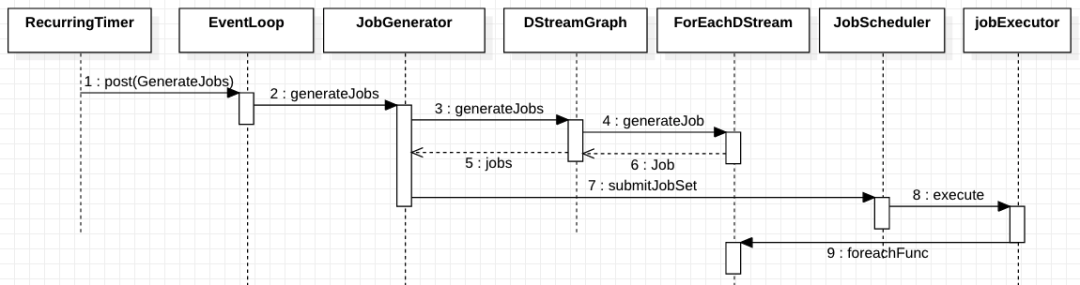 RecurringTimer
EventLoop
JobGenerator
DStreamGraph
ForEachDStream
JobScheduler
jobExecutor
1 : post(GenerateJobs)
2 : generateJobs
3 : generateJobs
4 : generateJob
5 : jobs
6 : Job
7 : submitJobSet
8 : execute
9 : foreachFunc